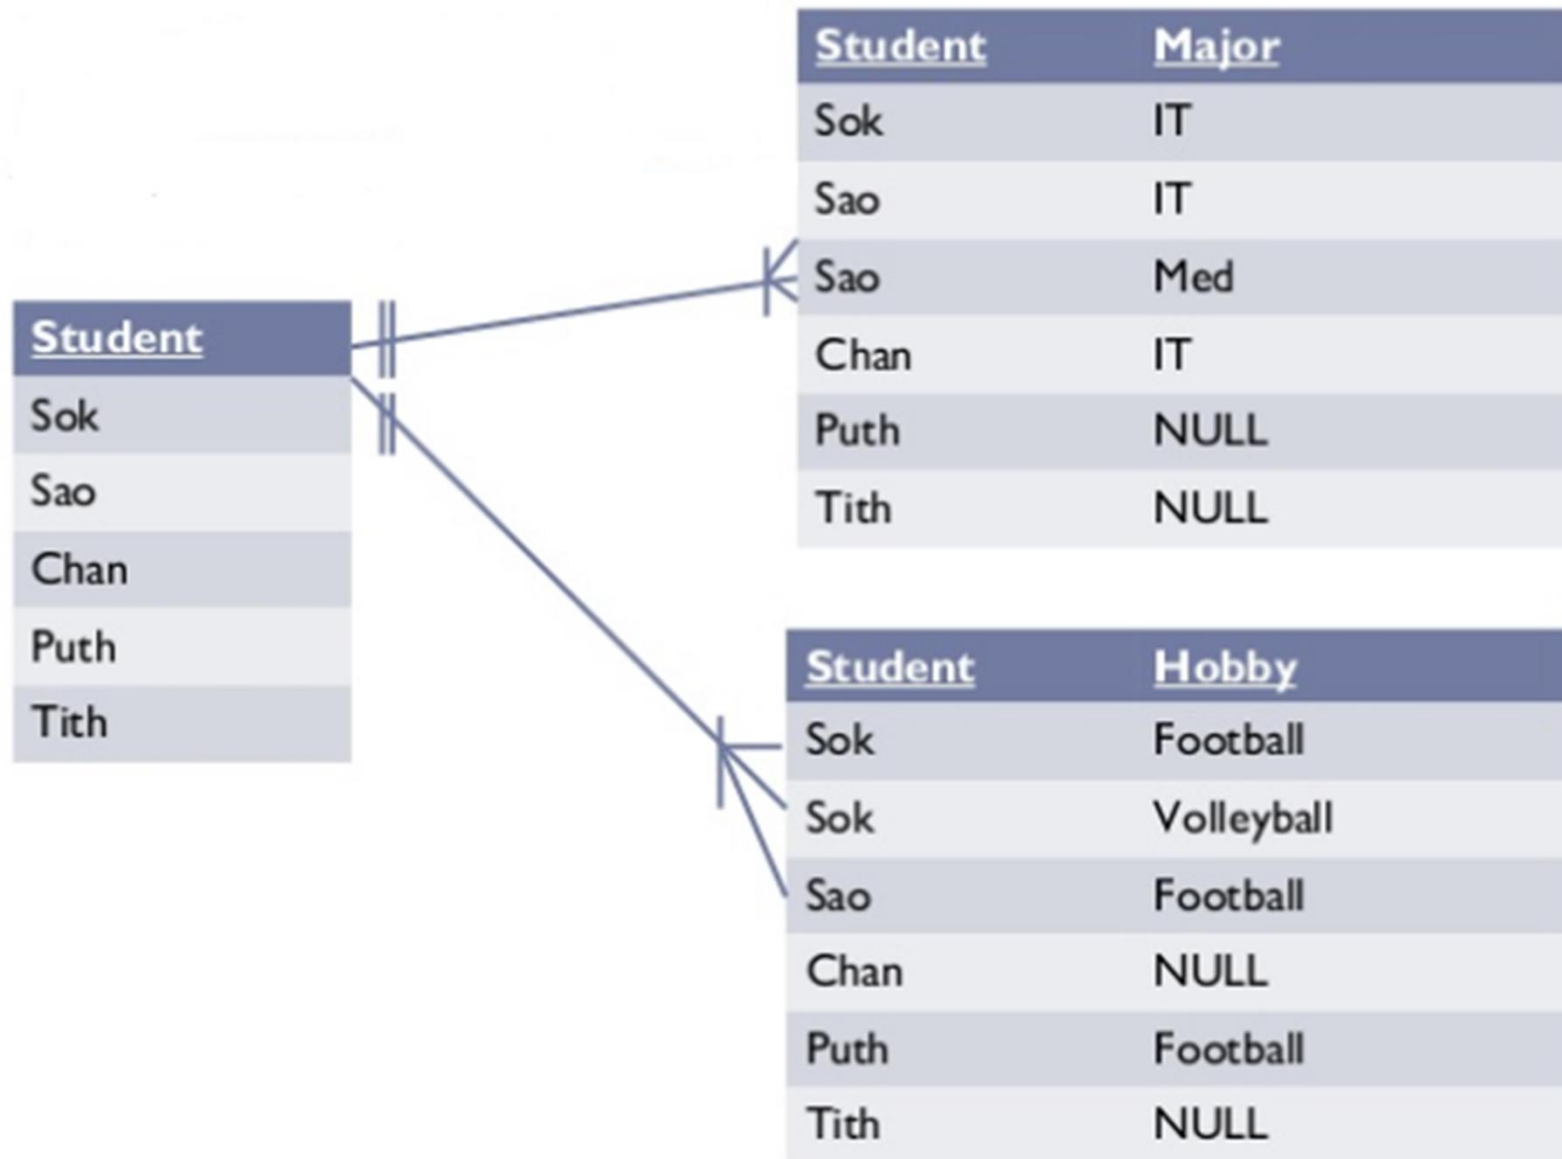 Student
Sok
Sao
Chan
Puth
Tith
Student Major
Sok IT
Sao IT
Sao Med
Chan IT
Puth NULL
Tith NULL
Student Hobby
Sok Football
Sok Volleyball
Sao Football
Chan NULL
Puth Football
Tith NULL